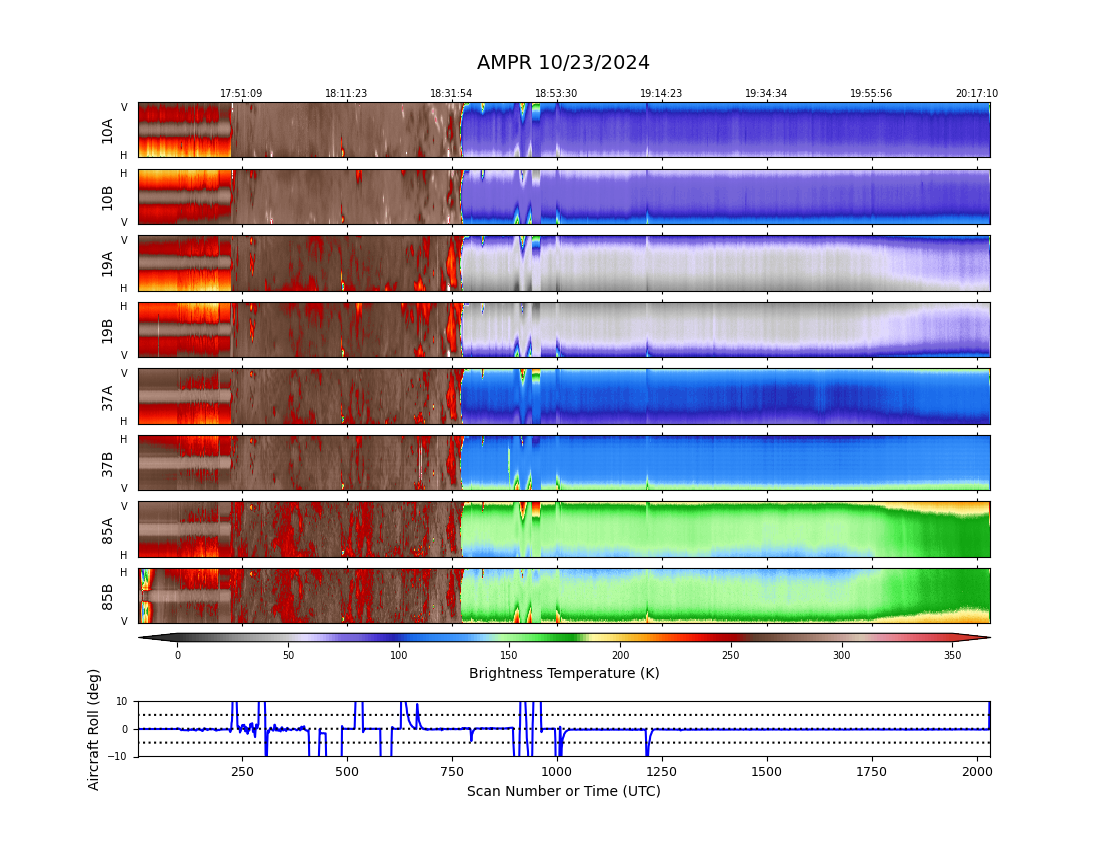 AMPR 10/23/2024
17:51:09 18:11:23 18:31:54 18:53:30 19:14:23 19:34:34 19:55:56 20:17:10
V
10A
H
H
10B
V
V
19A
H
H
19B
V
V
37A
H
H
37B
V
V
85A
H
H
85B
V
0 50 100 150 200 250 300 350
Brightness Temperature (K)
Aircraft Roll (deg)
10
0
−10
250 500 750 1000 1250 1500 1750 2000
Scan Number or Time (UTC)